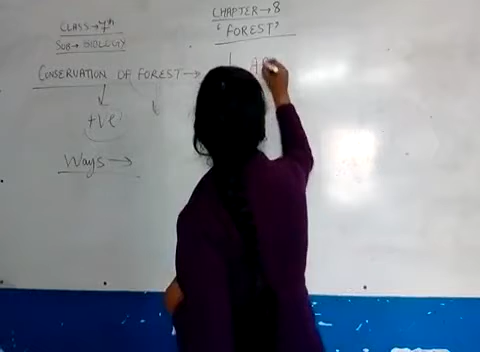 CLASS→7th
SUB→BIOLOGY
CHAPTER→8
'FOREST'
CONSERVATION OF FOREST→
+ve
Ways→